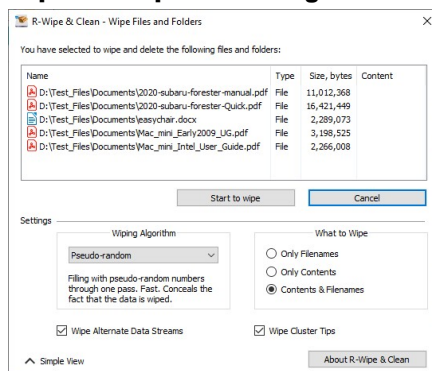 R-Wipe & Clean - Wipe Files and Folders
You have selected to wipe and delete the following files and folders:
Name Type Size, bytes Content
D:\Test_Files\Documents\2020-subaru-forester-manual.pdf File 11,012,368
D:\Test_Files\Documents\2020-subaru-forester-Quick.pdf File 16,421,449
D:\Test_Files\Documents\easychair.docx File 2,289,073
D:\Test_Files\Documents\Mac_mini_Early2009_UG.pdf File 3,198,525
D:\Test_Files\Documents\Mac_mini_Intel_User_Guide.pdf File 2,266,008
Start to wipe Cancel
Settings
Wiping Algorithm What to Wipe
Pseudo-random Only Filenames
Only Contents
Filling with pseudo-random numbers
through one pass. Fast. Conceals the Contents & Filenames
fact that the data is wiped.
Wipe Alternate Data Streams Wipe Cluster Tips
Simple View About R-Wipe & Clean